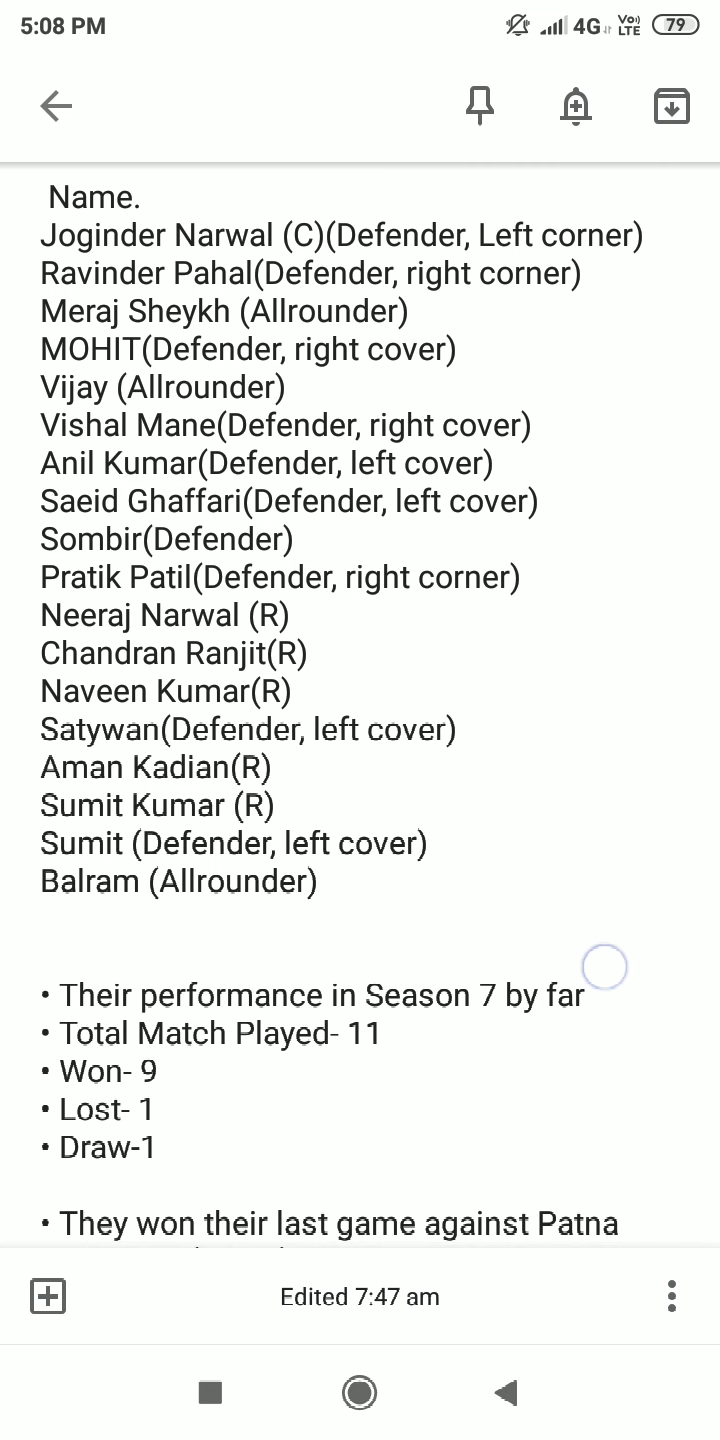 5:08 PM
4G Vo) LTE 79
Name.
Joginder Narwal (C)(Defender, Left corner)
Ravinder Pahal(Defender, right corner)
Meraj Sheykh (Allrounder)
MOHIT(Defender, right cover)
Vijay (Allrounder)
Vishal Mane(Defender, right cover)
Anil Kumar(Defender, left cover)
Saeid Ghaffari(Defender, left cover)
Sombir(Defender)
Pratik Patil(Defender, right corner)
Neeraj Narwal (R)
Chandran Ranjit(R)
Naveen Kumar(R)
Satywan(Defender, left cover)
Aman Kadian(R)
Sumit Kumar (R)
Sumit (Defender, left cover)
Balram (Allrounder)
• Their performance in Season 7 by far
• Total Match Played- 11
• Won- 9
• Lost- 1
• Draw-1
• They won their last game against Patna
Edited 7:47 am